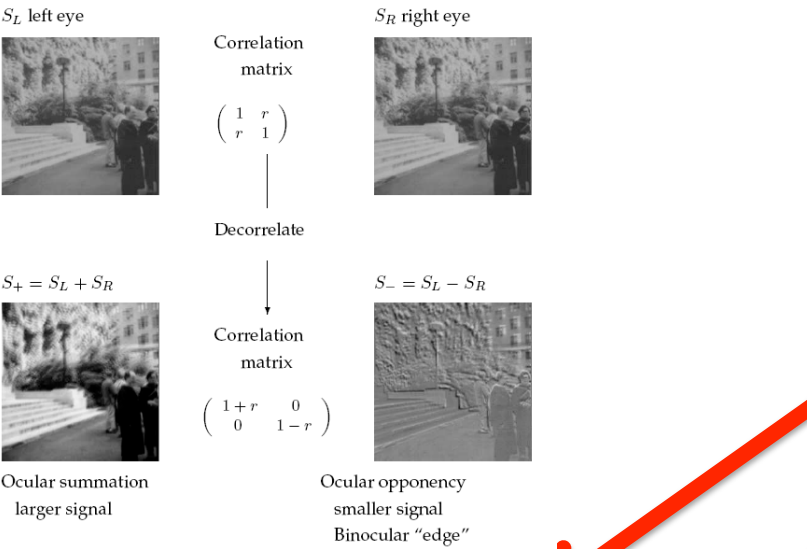 S_L left eye
S_R right eye
Correlation
matrix
( 1 r )
( r 1 )
Decorrelate
S_+ = S_L + S_R
S_− = S_L − S_R
Correlation
matrix
( 1 + r 0 )
( 0 1 − r )
Ocular summation
larger signal
Ocular opponency
smaller signal
Binocular “edge”